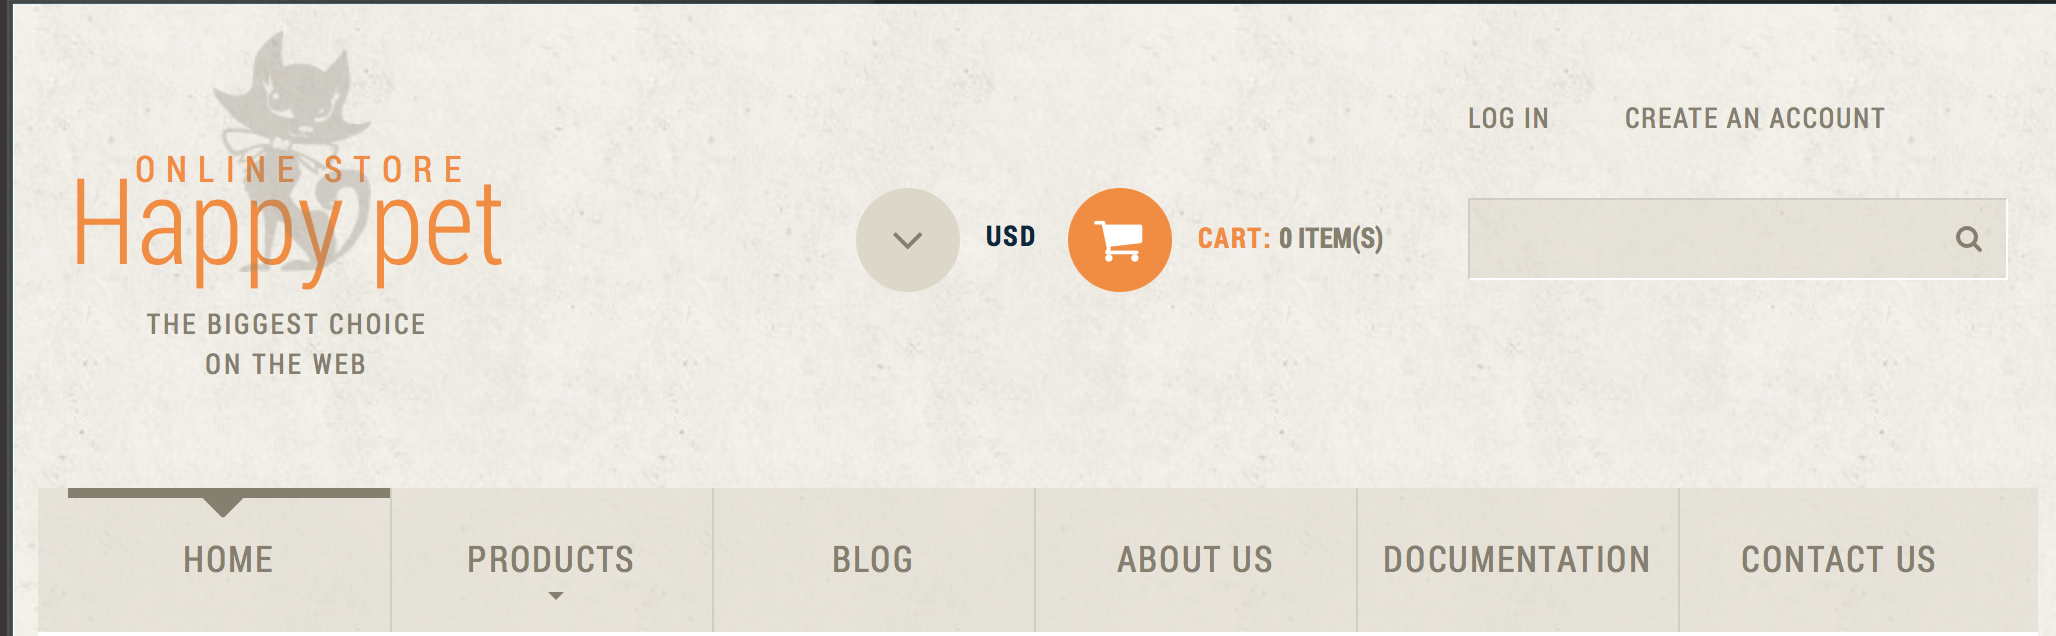 LOG IN CREATE AN ACCOUNT
ONLINE STORE
Happy pet
USD CART: 0 ITEM(S)
THE BIGGEST CHOICE
ON THE WEB
HOME PRODUCTS BLOG ABOUT US DOCUMENTATION CONTACT US